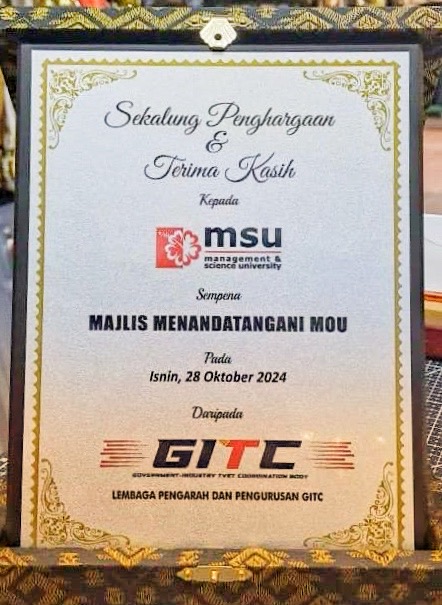 Sekalung Penghargaan
&
Terima Kasih
Kepada
msu
management &
science university
Sempena
MAJLIS MENANDATANGANI MOU
Pada
Isnin, 28 Oktober 2024
Daripada
GITC
GOVERNMENT-INDUSTRY TVET COORDINATION BODY
LEMBAGA PENGARAH DAN PENGURUSAN GITC